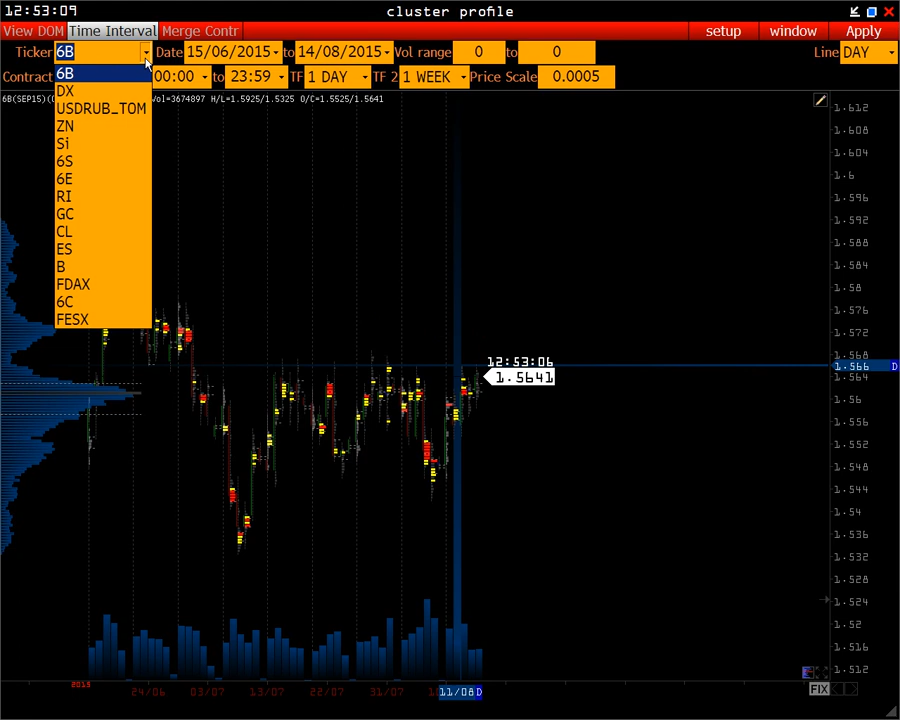 12:53:09
cluster profile
View DOM Time Interval Merge Contr
setup window Apply
Ticker 6B Date 15/06/2015 to 14/08/2015 Vol range 0 to 0 Line DAY
Contract 00:00 to 23:59 TF 1 DAY TF 2 1 WEEK Price Scale 0.0005
6B
DX
USDRUB_TOM
ZN
Si
6S
6E
RI
GC
CL
ES
B
FDAX
6C
FESX
6B(SEP15)( Vol=3674897 H/L=1.5925/1.5325 O/C=1.5525/1.5641
12:53:06
1.5641
1.612
1.608
1.604
1.6
1.596
1.592
1.588
1.584
1.58
1.576
1.572
1.568
1.566 D
1.564
1.56
1.556
1.552
1.548
1.544
1.54
1.536
1.532
1.528
1.524
1.52
1.516
1.512
FIX
2015
24/06 03/07 13/07 22/07 31/07 11/08 D